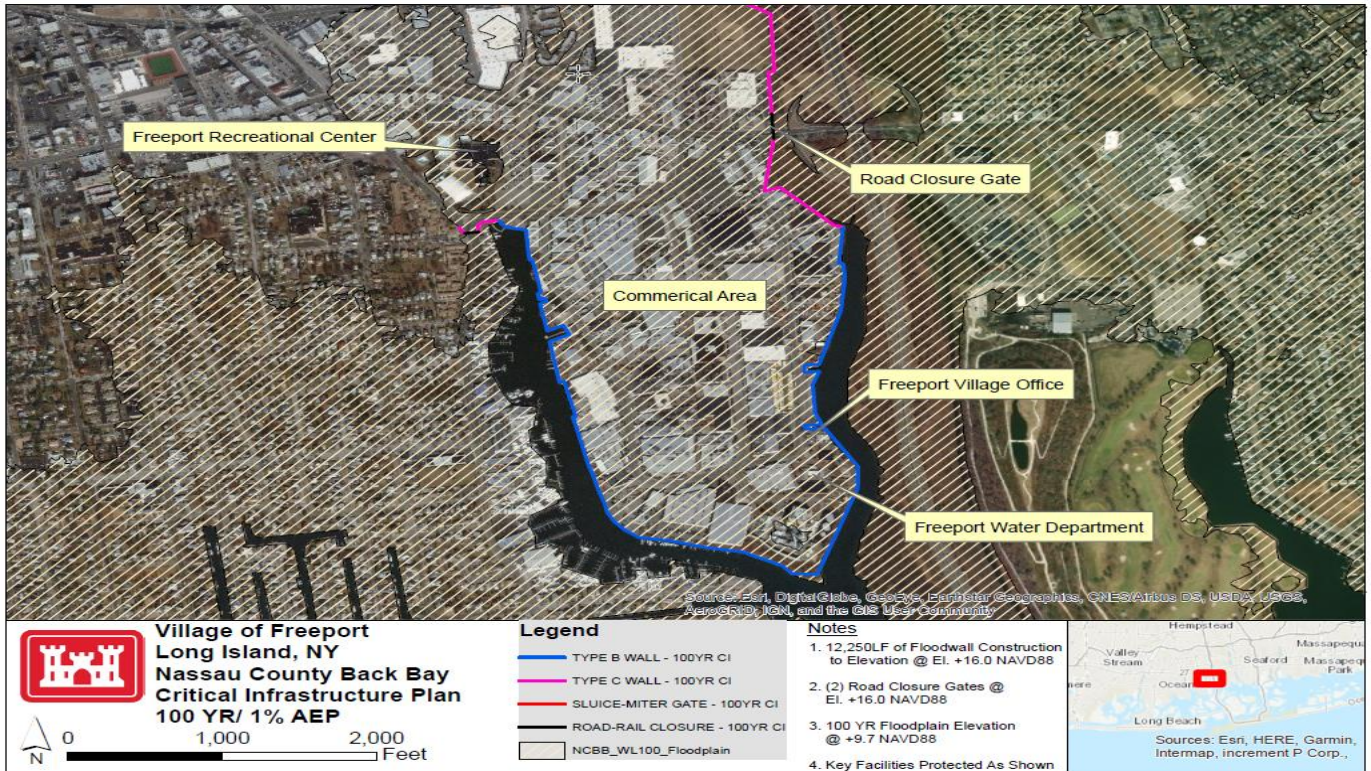 Freeport Recreational Center
Road Closure Gate
Commerical Area
Freeport Village Office
Freeport Water Department
Source: Esri, DigitalGlobe, GeoEye, Earthstar Geographics, CNES/Airbus DS, USDA, USGS,
AeroGRID, IGN, and the GIS User Community
Village of Freeport
Long Island, NY
Nassau County Back Bay
Critical Infrastructure Plan
100 YR/ 1% AEP
N
0 1,000 2,000
Feet
Legend
TYPE B WALL - 100YR CI
TYPE C WALL - 100YR CI
SLUICE-MITER GATE - 100YR CI
ROAD-RAIL CLOSURE - 100YR CI
NCBB_WL100_Floodplain
Notes
1. 12,250LF of Floodwall Construction
to Elevation @ El. +16.0 NAVD88
2. (2) Road Closure Gates @
El. +16.0 NAVD88
3. 100 YR Floodplain Elevation
@ +9.7 NAVD88
4. Key Facilities Protected As Shown
Hempstead
Valley
Stream
Massapequa
Seaford
Massapeq
Park
27
mere
Ocean
Long Beach
Sources: Esri, HERE, Garmin,
Intermap, increment P Corp.,